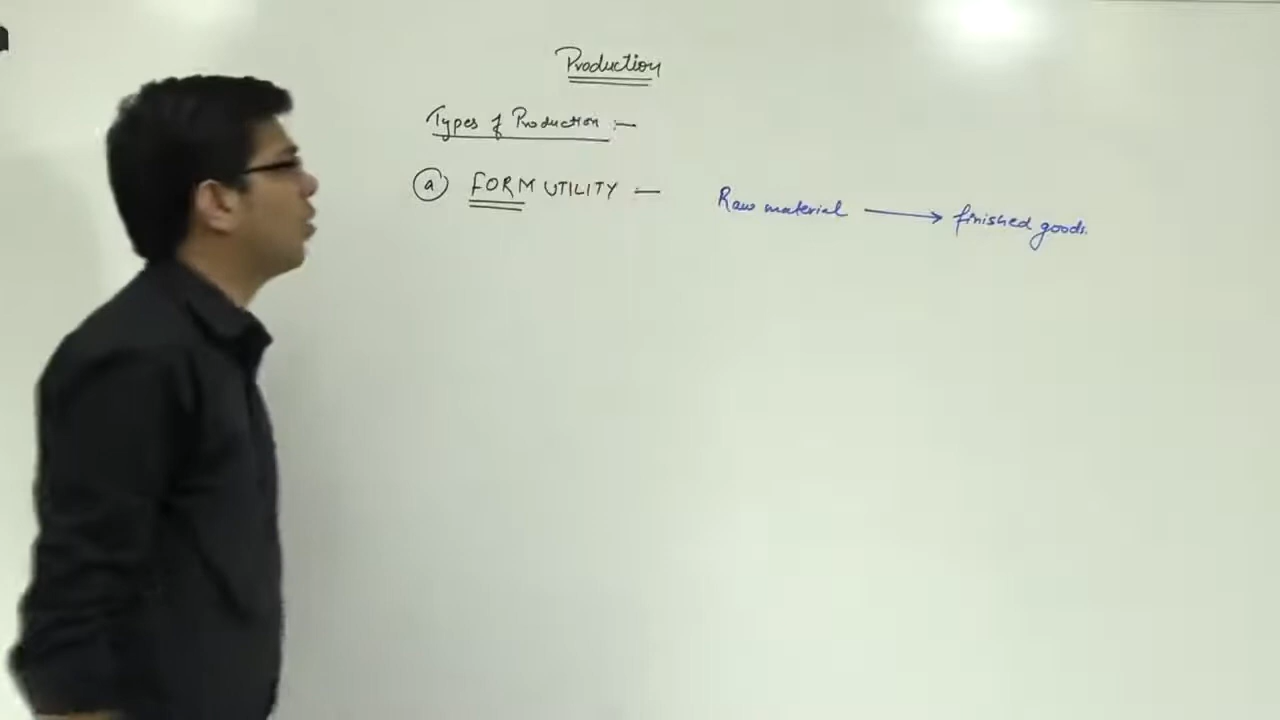 Production
Types of Production :-
(a) FORM UTILITY — Raw material → finished goods.